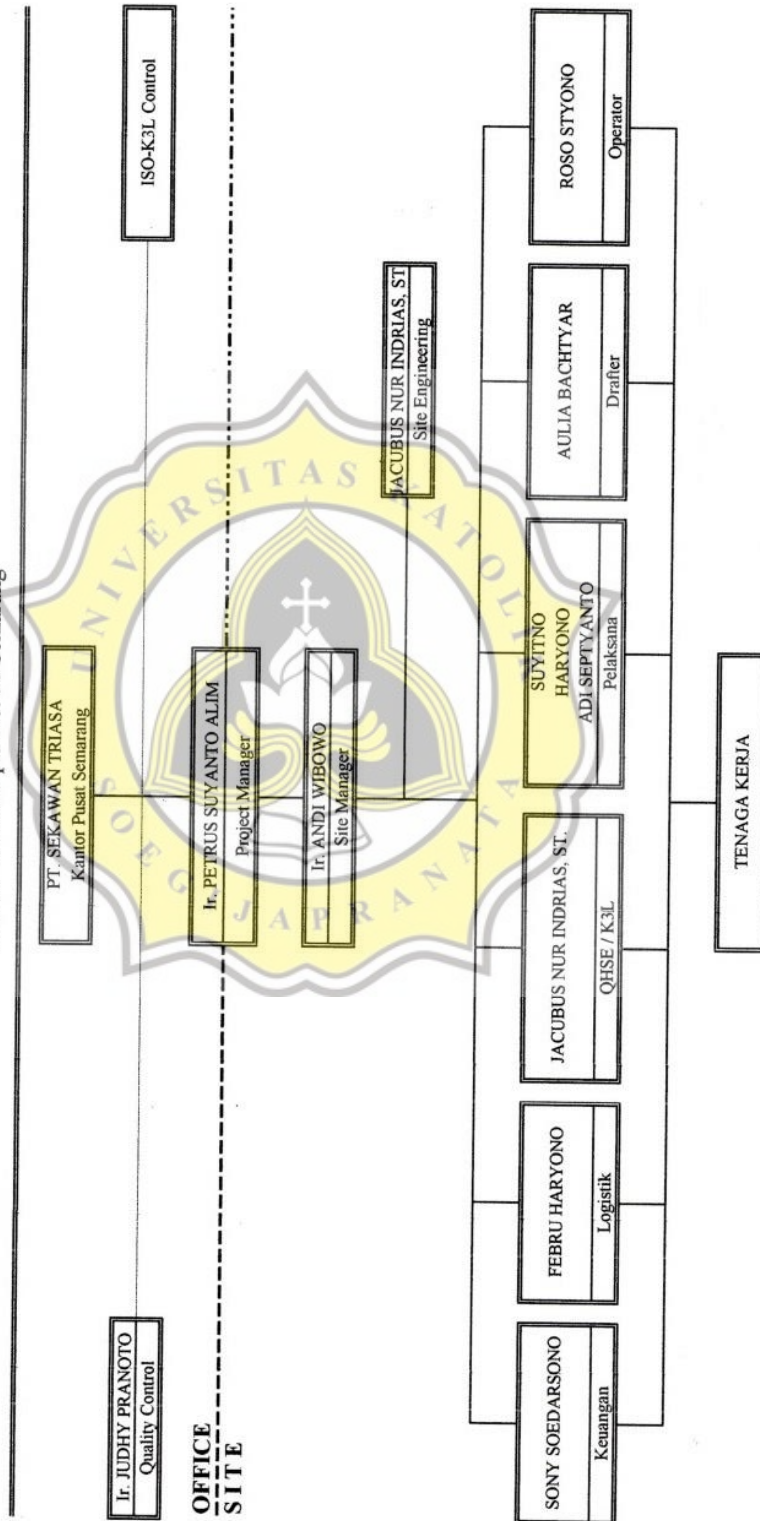 PT. SEKAWAN TRIASA
Kantor Pusat Semarang
Ir. JUDHY PRANOTO
Quality Control
ISO-K3L Control
OFFICE
SITE
Ir. PETRUS SUYANTO ALIM
Project Manager
Ir. ANDI WIBOWO
Site Manager
JACUBUS NUR INDRIAS, ST
Site Engineering
SONY SOEDARSONO
Keuangan
FEBRU HARYONO
Logistik
JACUBUS NUR INDRIAS, ST.
QHSE / K3L
SUYITNO
HARYONO
ADI SEPTYANTO
Pelaksana
AULIA BACHTYAR
Drafter
ROSO STYONO
Operator
TENAGA KERJA
UNIVERSITAS KATOLIK
SOEGIJAPRANATA